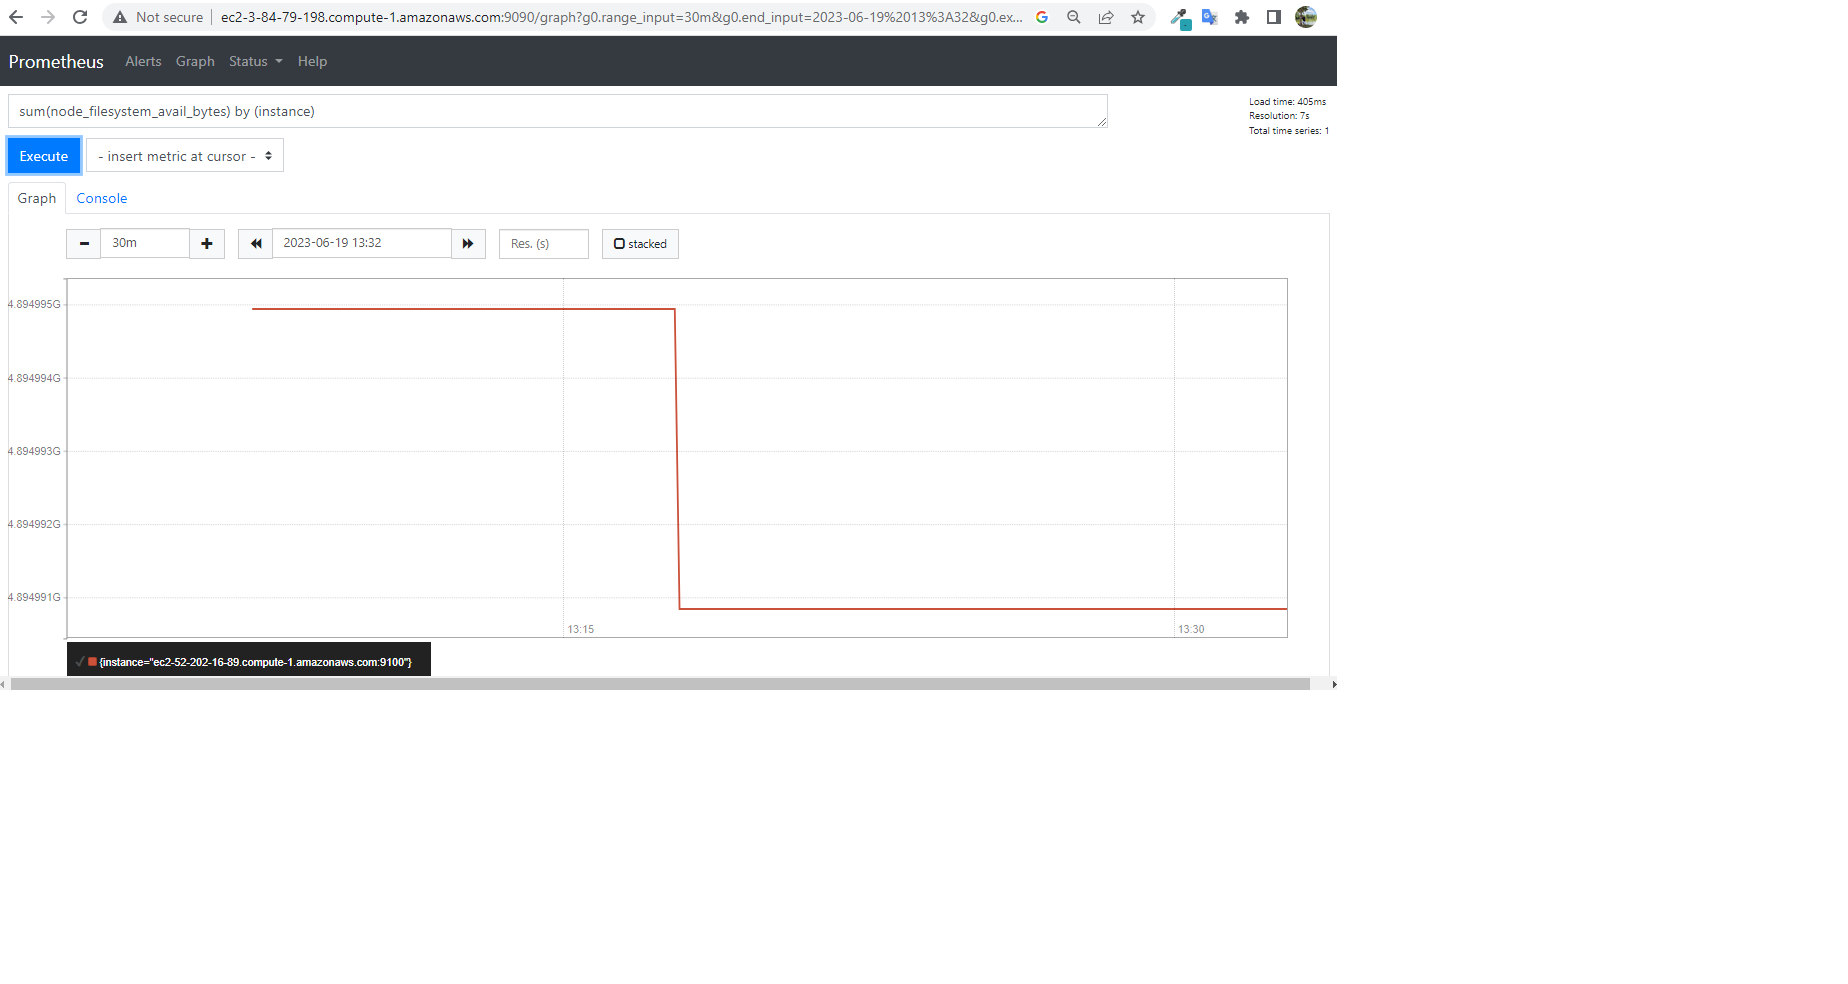 Not secure ec2-3-84-79-198.compute-1.amazonaws.com:9090/graph?g0.range_input=30m&g0.end_input=2023-06-19%2013%3A32&g0.ex...
Prometheus Alerts Graph Status Help
sum(node_filesystem_avail_bytes) by (instance)
Load time: 405ms
Resolution: 7s
Total time series: 1
Execute - insert metric at cursor -
Graph Console
30m 2023-06-19 13:32 Res. (s) stacked
4.894995G
4.894994G
4.894993G
4.894992G
4.894991G
13:15 13:30
{instance="ec2-52-202-16-89.compute-1.amazonaws.com:9100"}